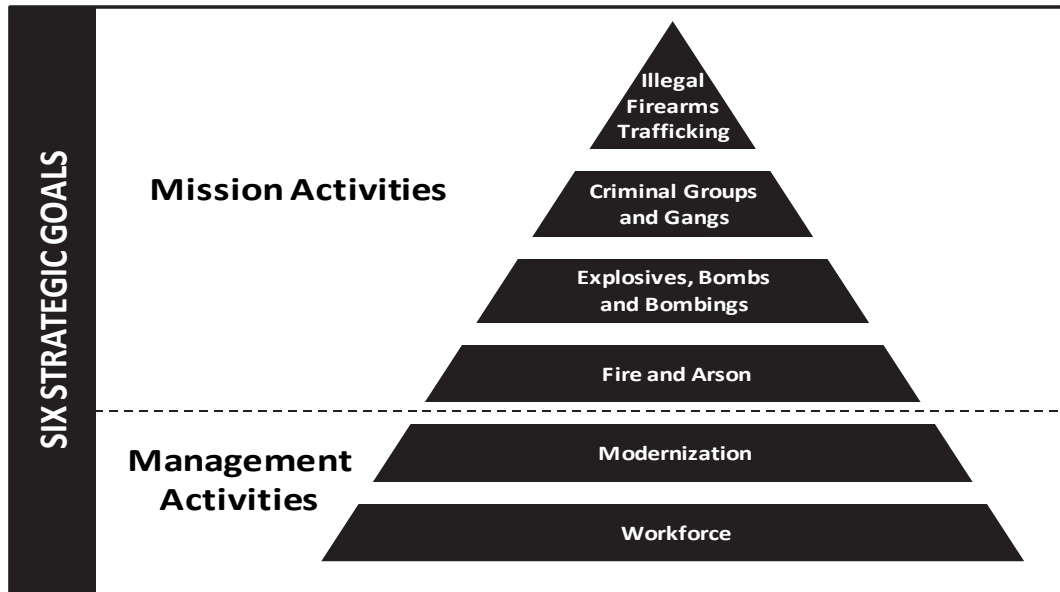 SIX STRATEGIC GOALS
Mission Activities
Illegal
Firearms
Trafficking
Criminal Groups
and Gangs
Explosives, Bombs
and Bombings
Fire and Arson
Management
Activities
Modernization
Workforce